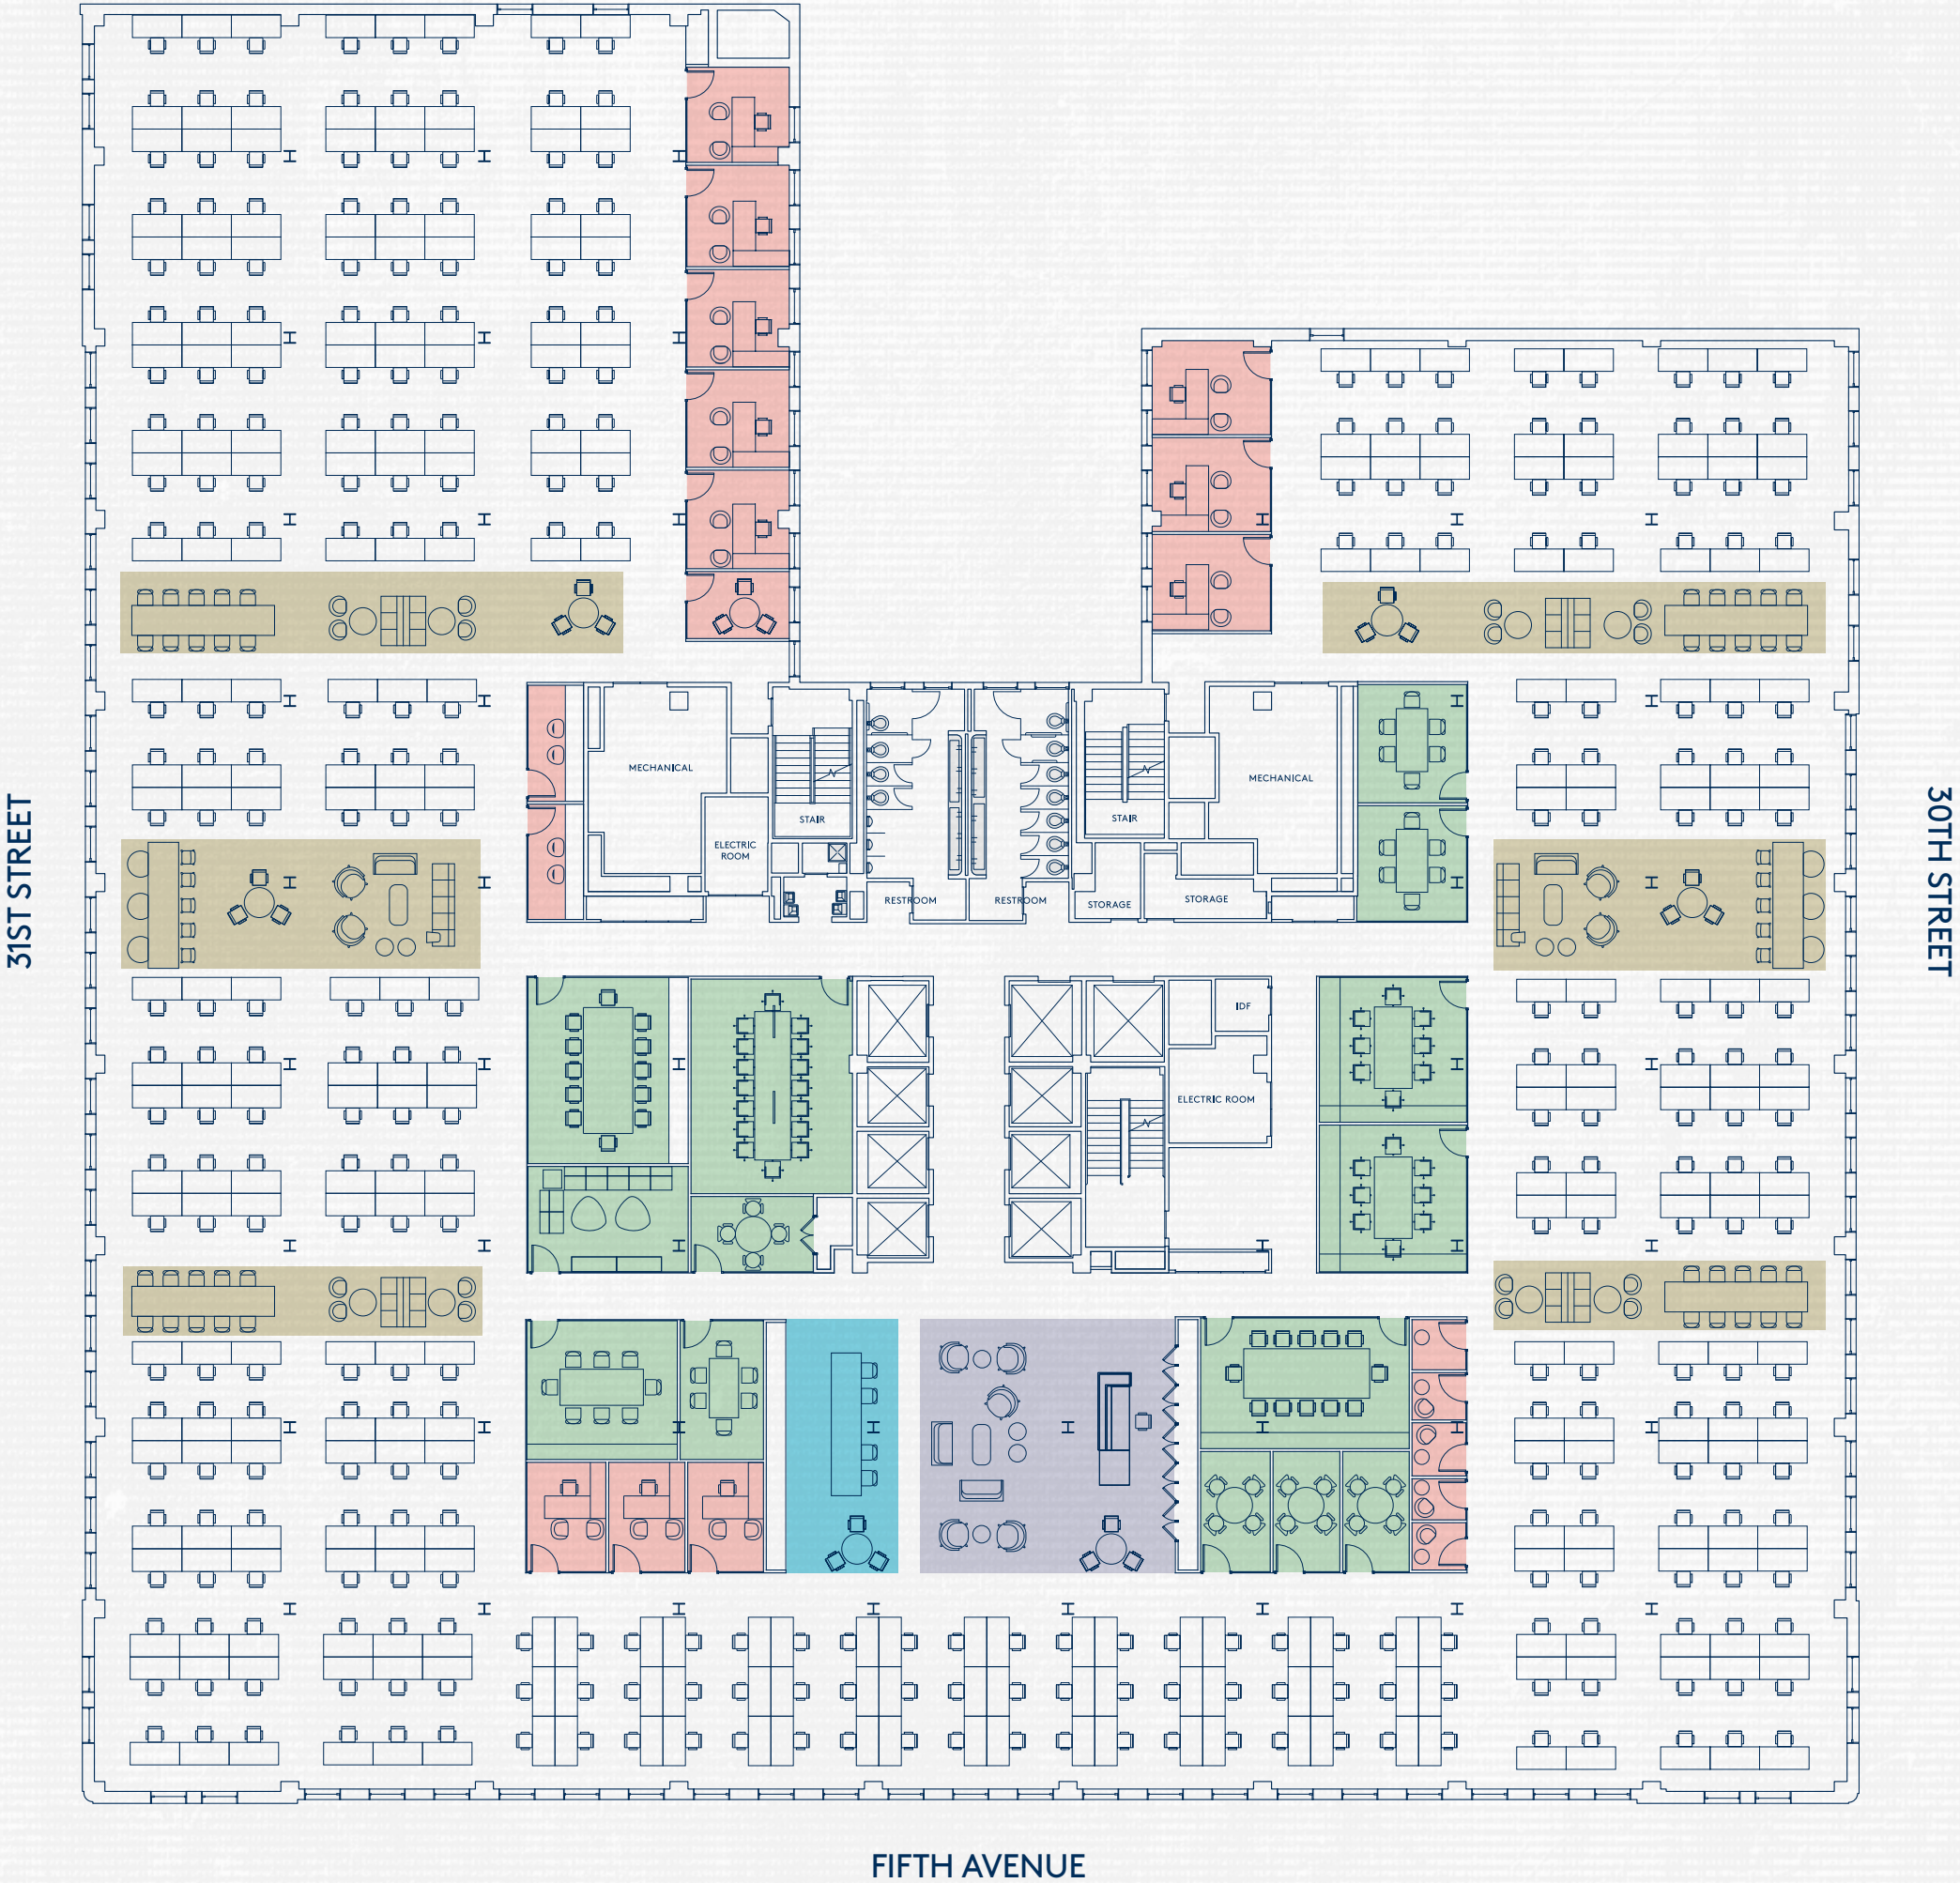 MECHANICAL
STAIR
ELECTRIC
ROOM
RESTROOM
RESTROOM
STAIR
MECHANICAL
STORAGE
STORAGE
31ST STREET
30TH STREET
IDF
ELECTRIC ROOM
FIFTH AVENUE